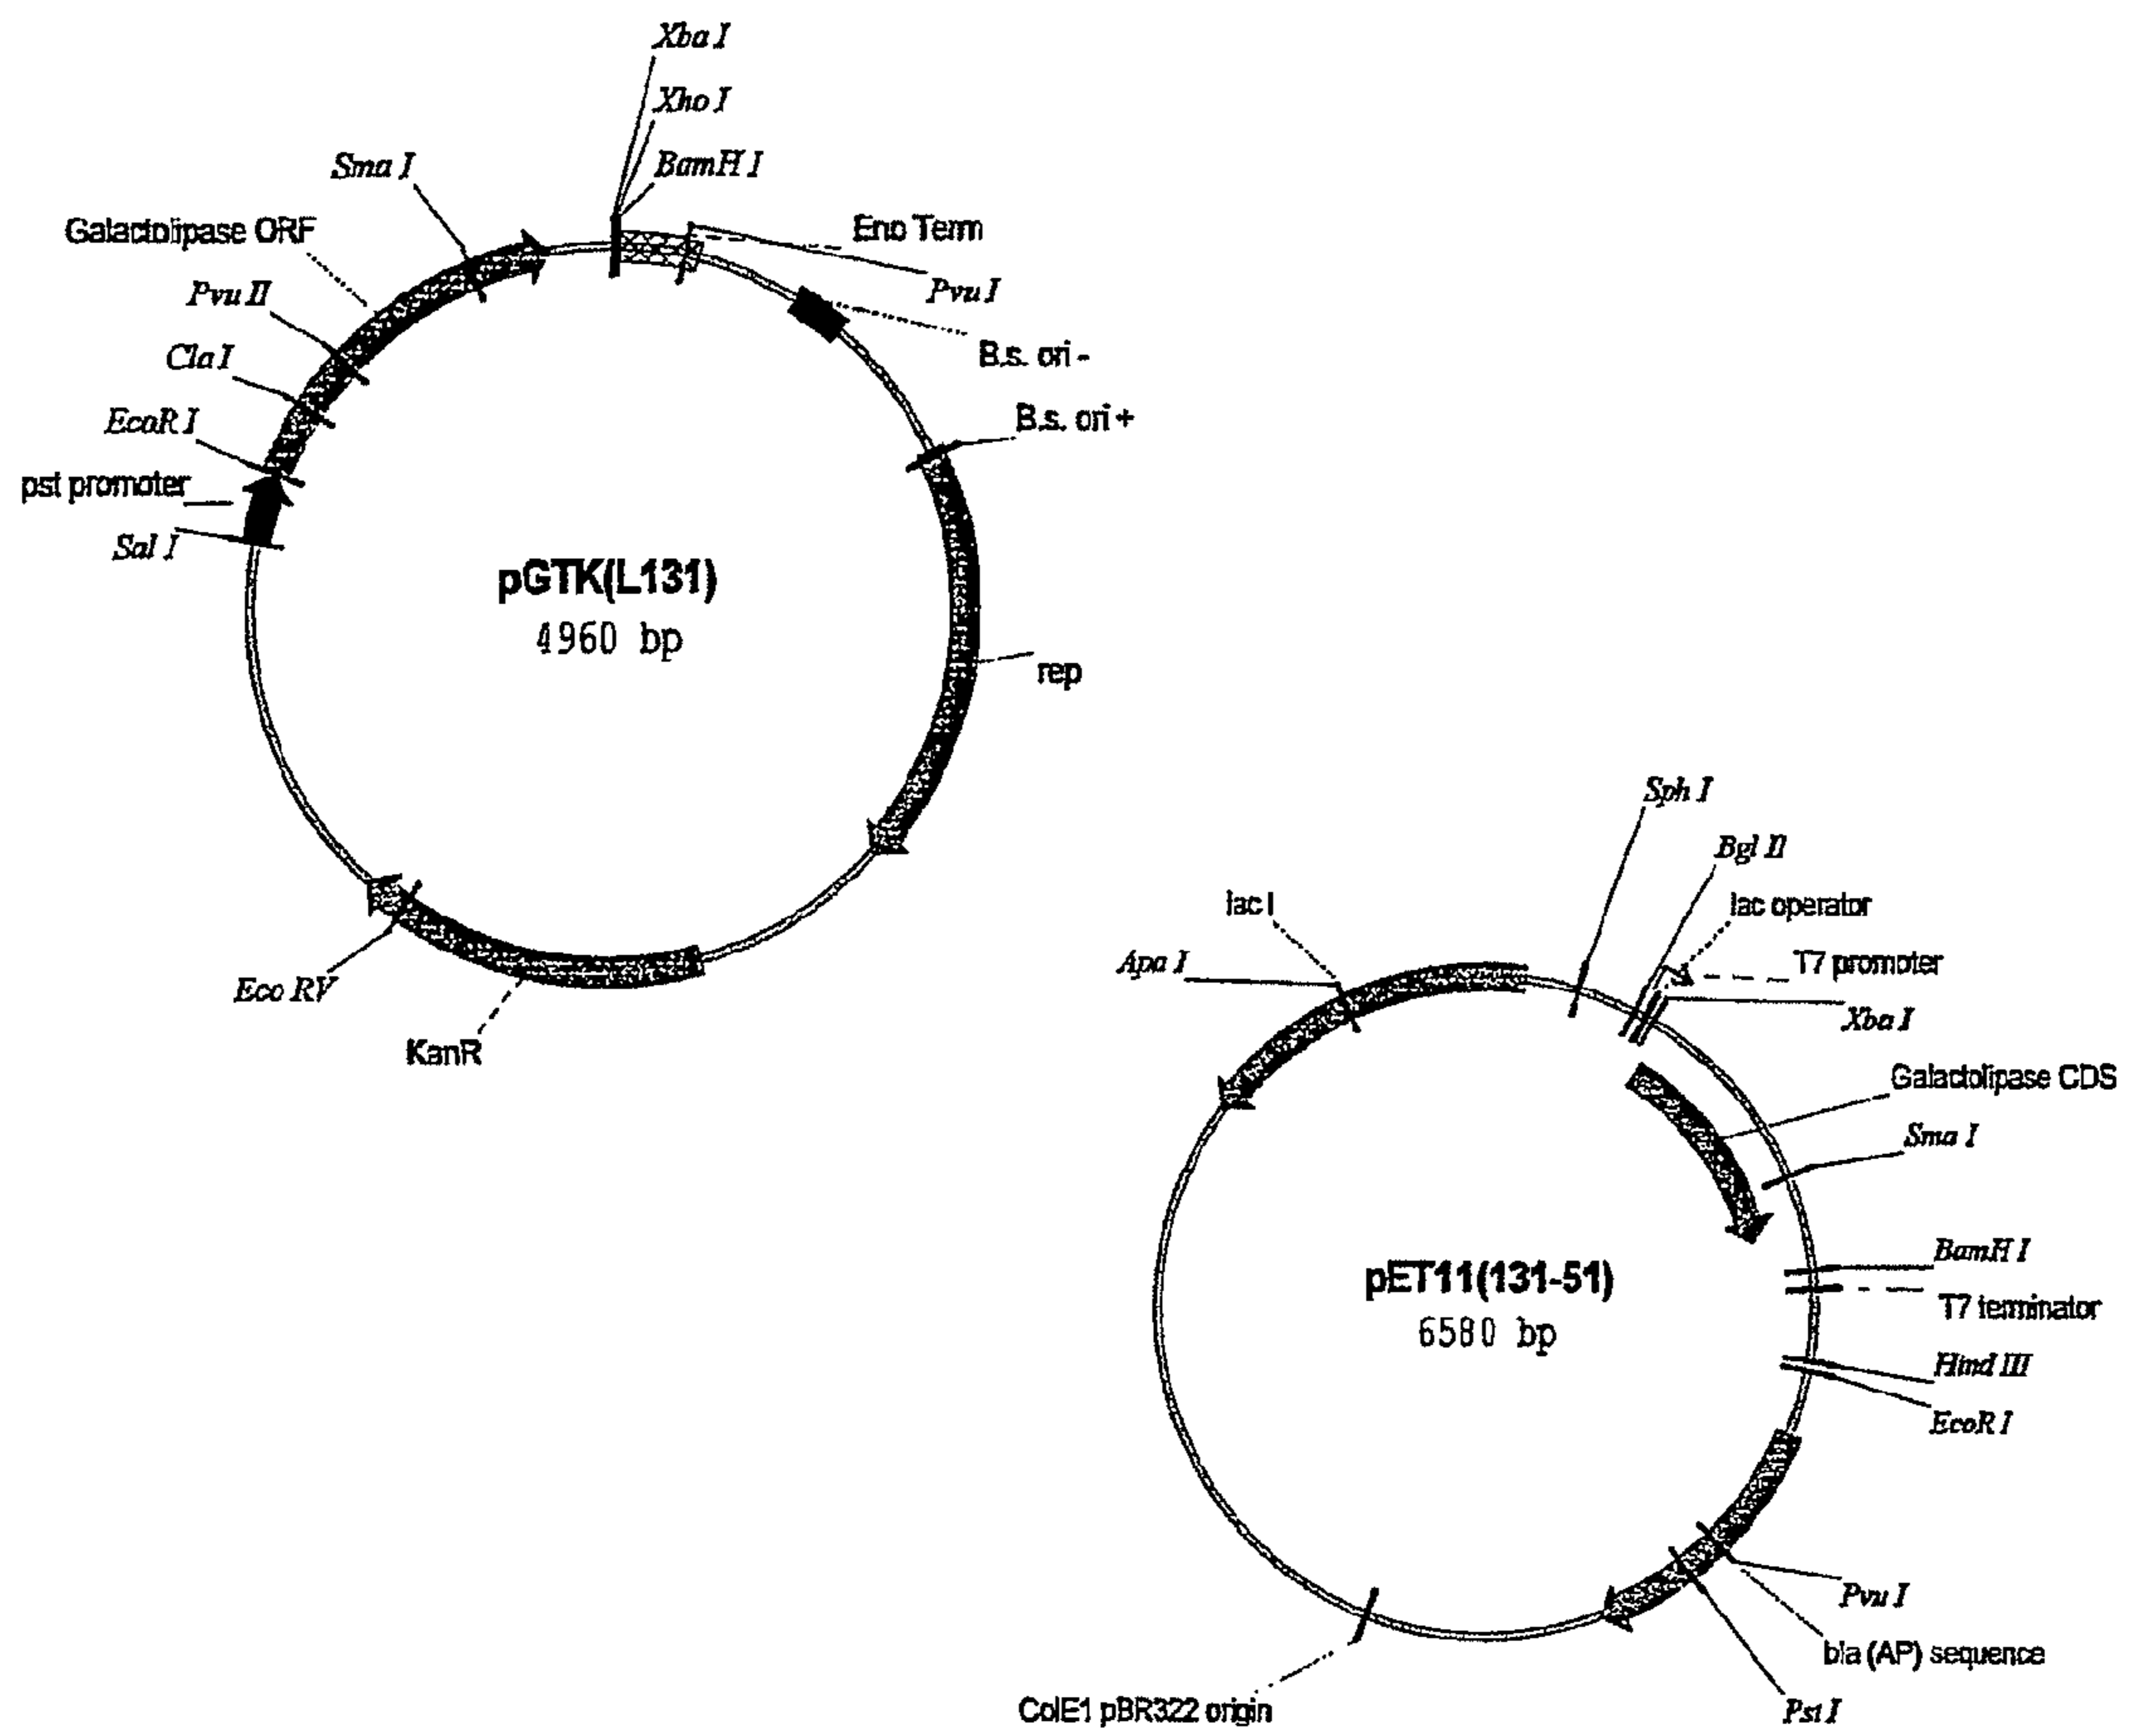 Xba I
Xho I
BamH I
Sma I
Galactolipase ORF
Eno Term
Pvu II
Pvu I
Cla I
B.s. ori -
EcoR I
B.s. ori +
pst promoter
Sal I
pGTK(L131)
4960 bp
rep
Eco RV
KanR
Sph I
Bgl II
lac I
lac operator
Apa I
T7 promoter
Xba I
Galactolipase CDS
Sma I
BamH I
pET11(131-51)
T7 terminator
6580 bp
Hind III
EcoR I
Pvu I
bla (AP) sequence
ColE1 pBR322 origin
Pst I